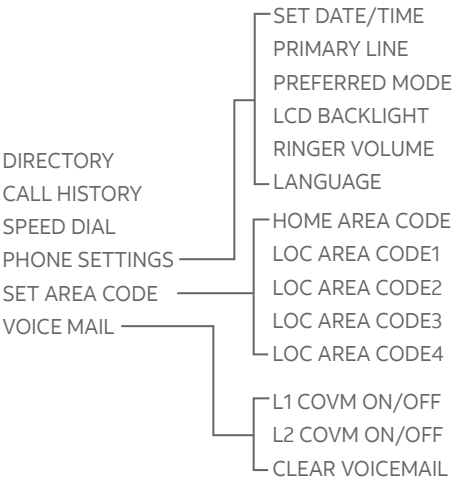 DIRECTORY
CALL HISTORY
SPEED DIAL
PHONE SETTINGS
SET AREA CODE
VOICE MAIL
SET DATE/TIME
PRIMARY LINE
PREFERRED MODE
LCD BACKLIGHT
RINGER VOLUME
LANGUAGE
HOME AREA CODE
LOC AREA CODE1
LOC AREA CODE2
LOC AREA CODE3
LOC AREA CODE4
L1 COVM ON/OFF
L2 COVM ON/OFF
CLEAR VOICEMAIL